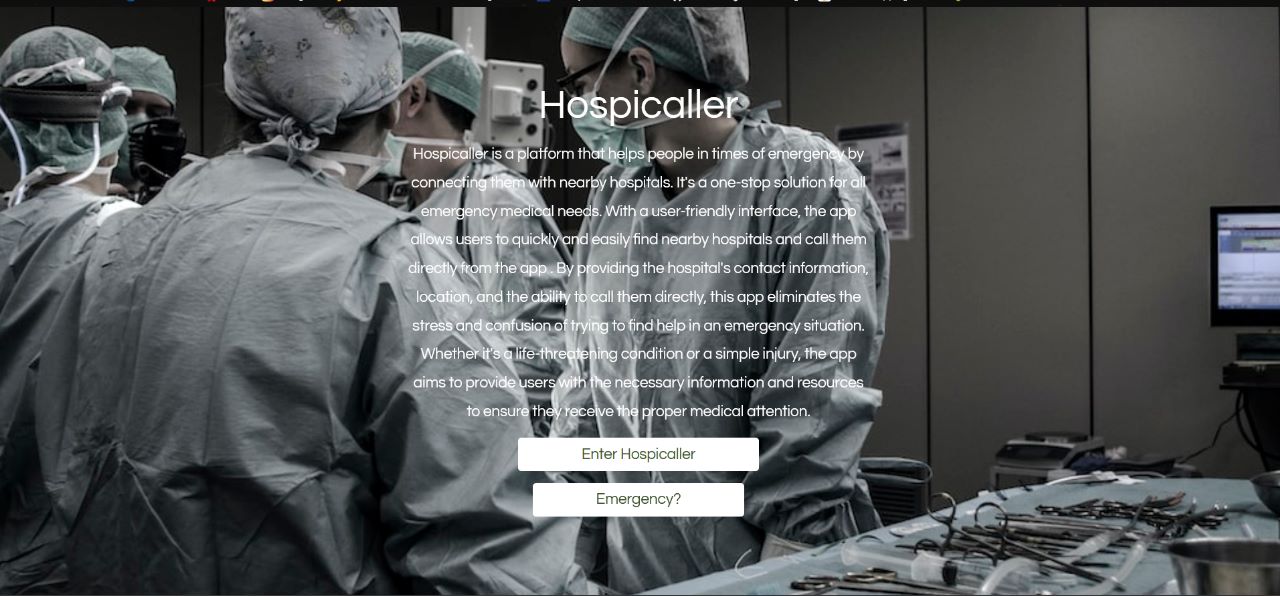 Hospicaller
Hospicaller is a platform that helps people in times of emergency by
connecting them with nearby hospitals. It's a one-stop solution for all
emergency medical needs. With a user-friendly interface, the app
allows users to quickly and easily find nearby hospitals and call them
directly from the app . By providing the hospital's contact information,
location, and the ability to call them directly, this app eliminates the
stress and confusion of trying to find help in an emergency situation.
Whether it's a life-threatening condition or a simple injury, the app
aims to provide users with the necessary information and resources
to ensure they receive the proper medical attention.
Enter Hospicaller
Emergency?